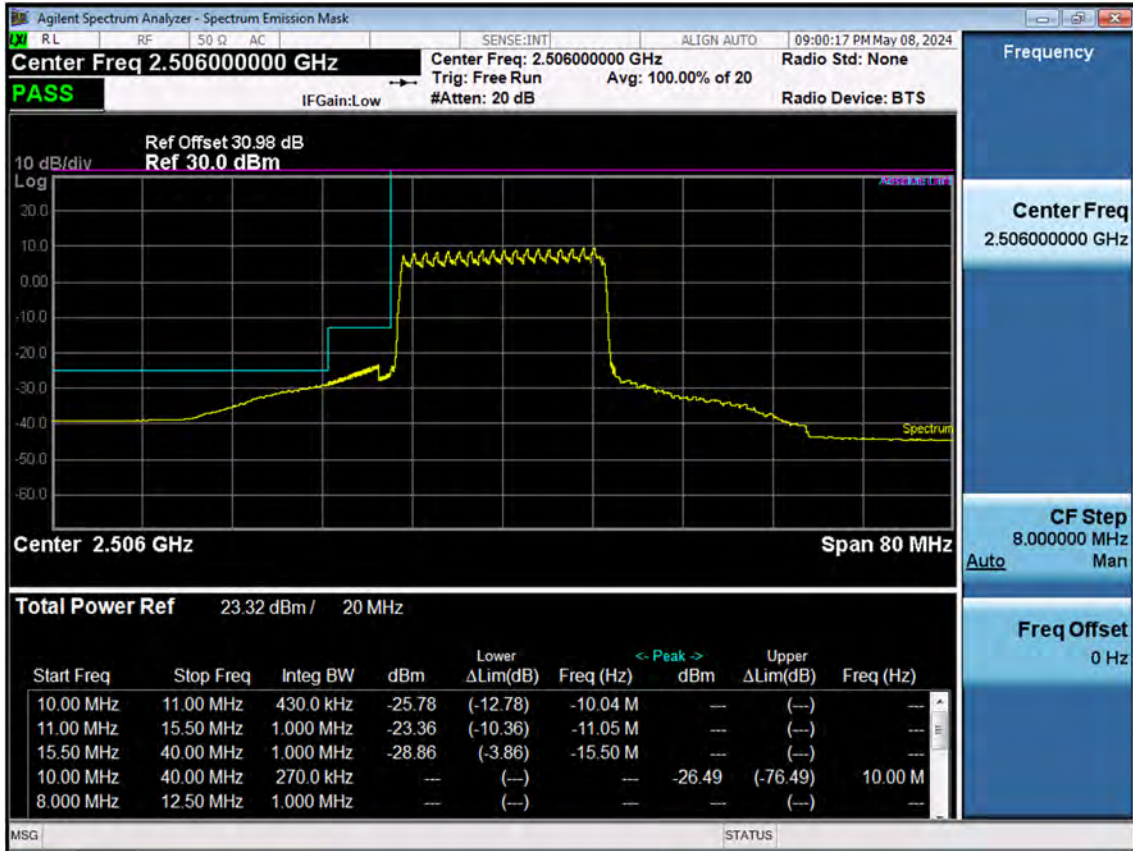 Agilent Spectrum Analyzer - Spectrum Emission Mask
LXI RL RF 50 Ω AC SENSE:INT ALIGN AUTO 09:00:17 PM May 08, 2024
Center Freq 2.506000000 GHz Center Freq: 2.506000000 GHz Radio Std: None
Trig: Free Run Avg: 100.00% of 20
PASS IFGain:Low #Atten: 20 dB Radio Device: BTS
Ref Offset 30.98 dB
10 dB/div Ref 30.0 dBm
Log Absolute Limit
20.0
10.0
0.00
-10.0
-20.0
-30.0
-40.0
Spectrum
-50.0
-60.0
Center 2.506 GHz Span 80 MHz
Total Power Ref 23.32 dBm / 20 MHz
Lower <- Peak -> Upper
Start Freq Stop Freq Integ BW dBm ΔLim(dB) Freq (Hz) dBm ΔLim(dB) Freq (Hz)
10.00 MHz 11.00 MHz 430.0 kHz -25.78 (-12.78) -10.04 M --- (---) ---
11.00 MHz 15.50 MHz 1.000 MHz -23.36 (-10.36) -11.05 M --- (---) ---
15.50 MHz 40.00 MHz 1.000 MHz -28.86 (-3.86) -15.50 M --- (---) ---
10.00 MHz 40.00 MHz 270.0 kHz --- (---) --- -26.49 (-76.49) 10.00 M
8.000 MHz 12.50 MHz 1.000 MHz --- (---) --- --- (---) ---
MSG STATUS
Frequency
Center Freq
2.506000000 GHz
CF Step
8.000000 MHz
Auto Man
Freq Offset
0 Hz